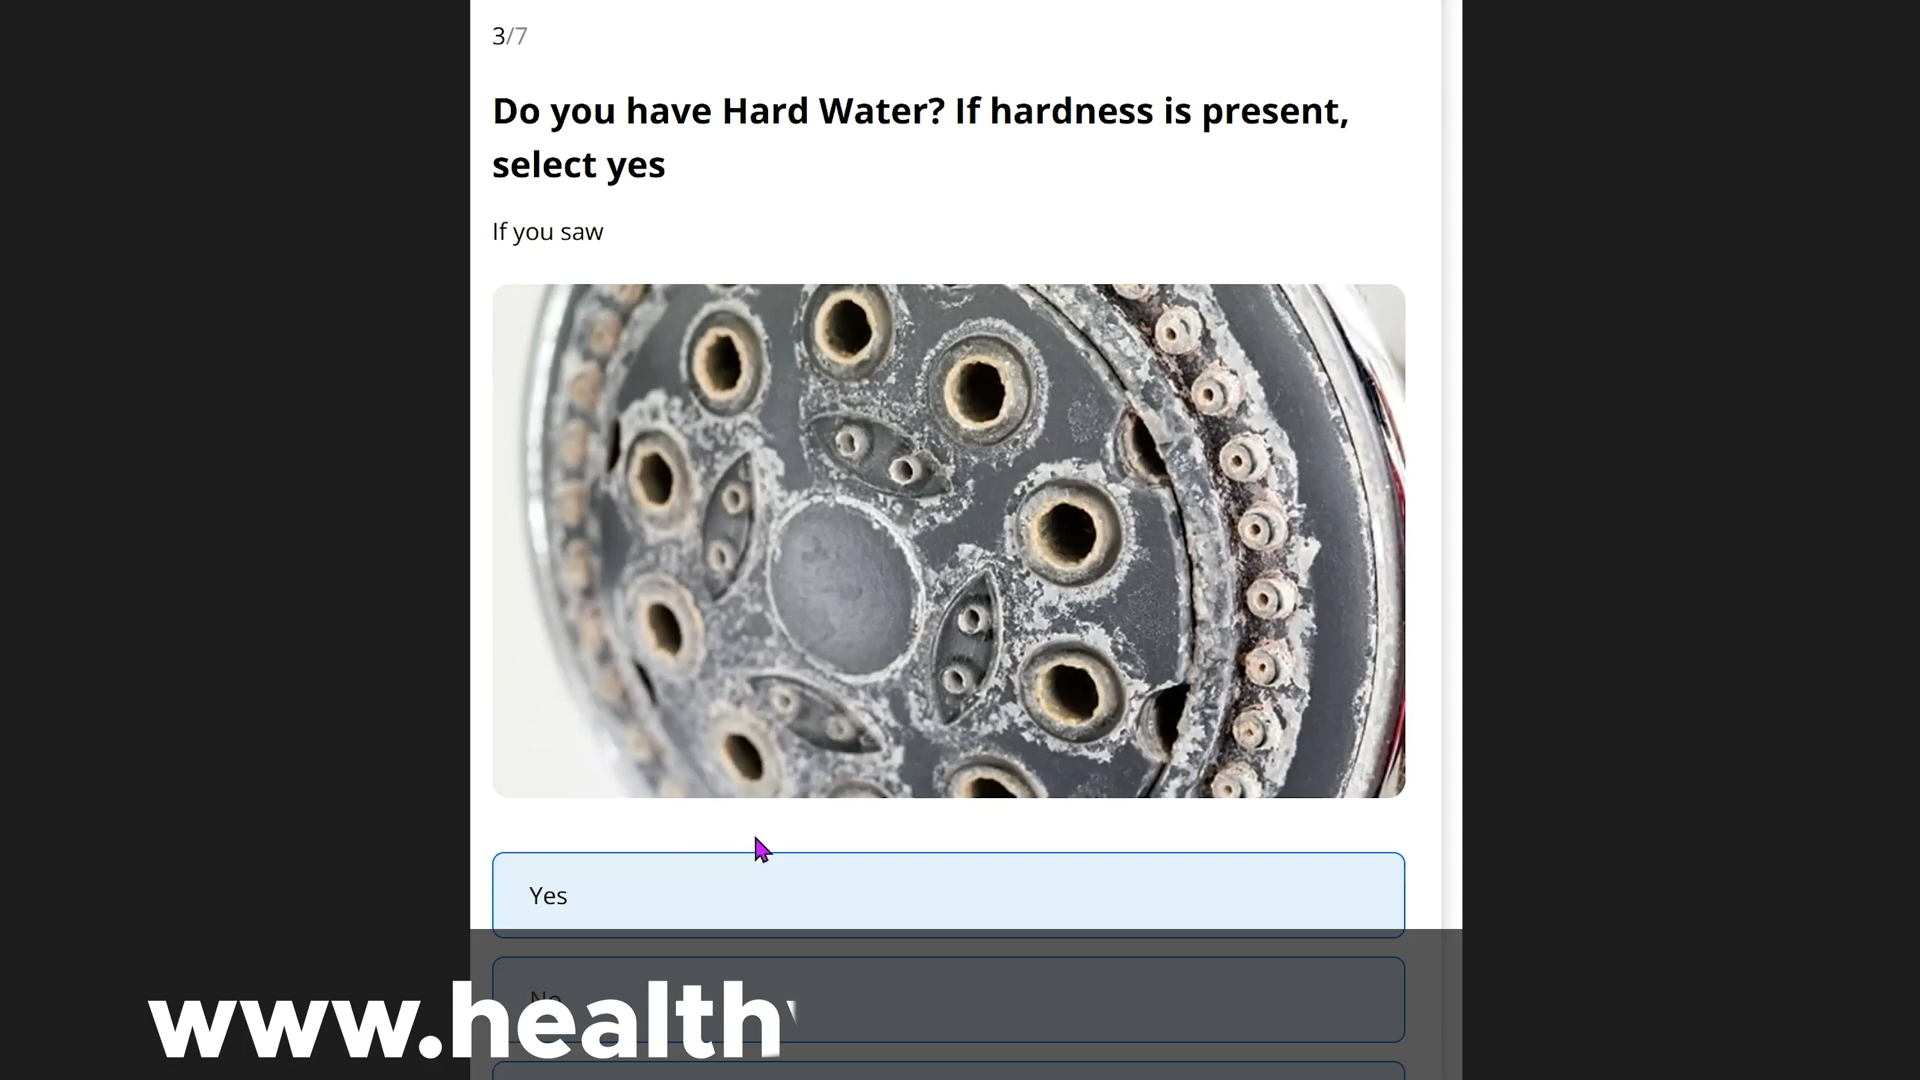 3/7
Do you have Hard Water? If hardness is present,
select yes
If you saw
Yes
No
www.health